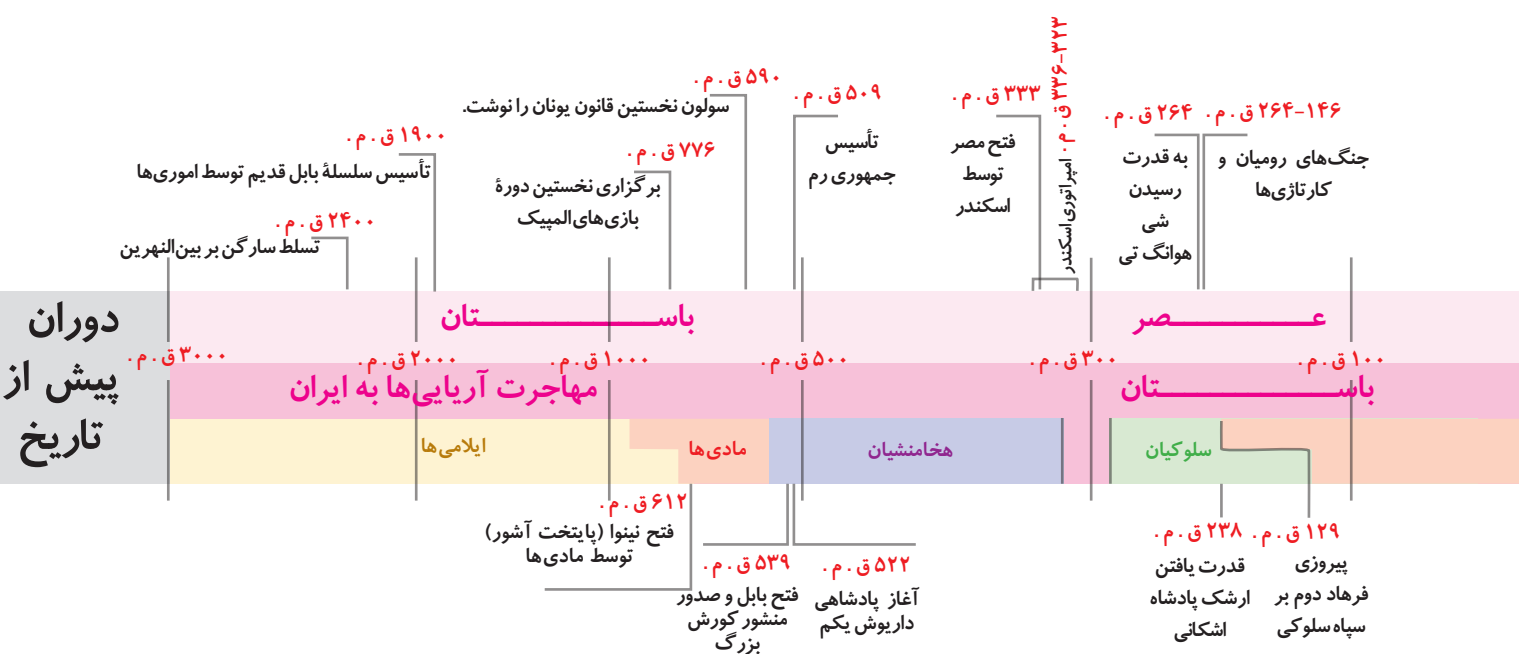 ۲۴۰۰ ق.م.
تسلط سارگن بر بین‌النهرین
۱۹۰۰ ق.م.
تأسیس سلسلهٔ بابل قدیم توسط اموری‌ها
۷۷۶ ق.م.
برگزاری نخستین دورهٔ
بازی‌های المپیک
۵۹۰ ق.م.
سولون نخستین قانون یونان را نوشت.
۵۰۹ ق.م.
تأسیس
جمهوری رم
۳۳۳ ق.م.
فتح مصر
توسط
اسکندر
۳۳۶-۳۲۳ ق.م. امپراتوری اسکندر
۲۶۴ ق.م.
به قدرت
رسیدن
شی
هوانگ تی
۲۶۴-۱۴۶ ق.م.
جنگ‌های رومیان و
کارتاژی‌ها
دوران
پیش از
تاریخ
باستان
عصر
۳۰۰۰ ق.م.
۲۰۰۰ ق.م.
۱۰۰۰ ق.م.
۵۰۰ ق.م.
۳۰۰ ق.م.
۱۰۰ ق.م.
مهاجرت آریایی‌ها به ایران
باستان
ایلامی‌ها
مادی‌ها
هخامنشیان
سلوکیان
۶۱۲ ق.م.
فتح نینوا (پایتخت آشور)
توسط مادی‌ها
۵۳۹ ق.م.
فتح بابل و صدور
منشور کورش
بزرگ
۵۲۲ ق.م.
آغاز پادشاهی
داریوش یکم
۲۳۸ ق.م.
قدرت یافتن
ارشک پادشاه
اشکانی
۱۲۹ ق.م.
پیروزی
فرهاد دوم بر
سپاه سلوکی